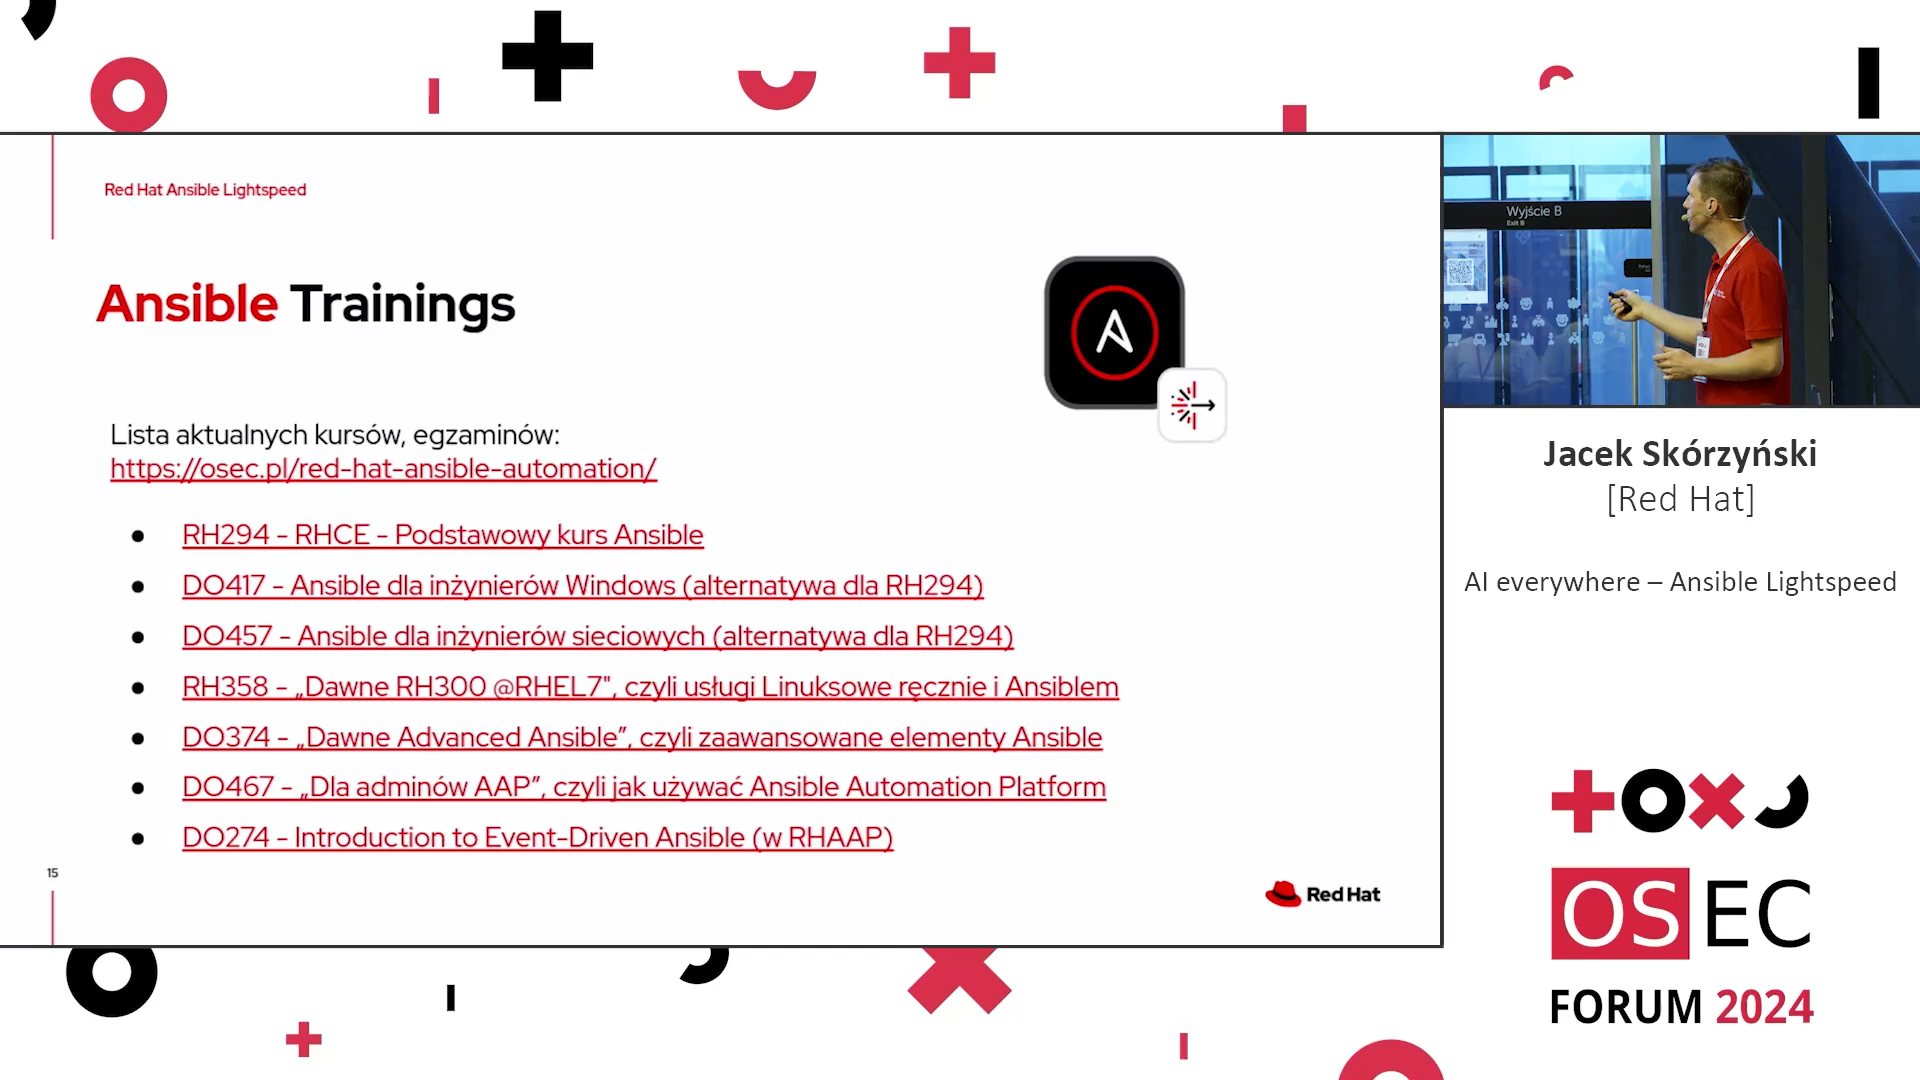 Red Hat Ansible Lightspeed
Ansible Trainings
Lista aktualnych kursów, egzaminów:
https://osec.pl/red-hat-ansible-automation/
RH294 - RHCE - Podstawowy kurs Ansible
DO417 - Ansible dla inżynierów Windows (alternatywa dla RH294)
DO457 - Ansible dla inżynierów sieciowych (alternatywa dla RH294)
RH358 - „Dawne RH300 @RHEL7", czyli usługi Linuksowe ręcznie i Ansiblem
DO374 - „Dawne Advanced Ansible”, czyli zaawansowane elementy Ansible
DO467 - „Dla adminów AAP”, czyli jak używać Ansible Automation Platform
DO274 - Introduction to Event-Driven Ansible (w RHAAP)
15
Red Hat
Wyjście B
Exit B
Jacek Skórzyński
[Red Hat]
AI everywhere – Ansible Lightspeed
OSEC
FORUM 2024